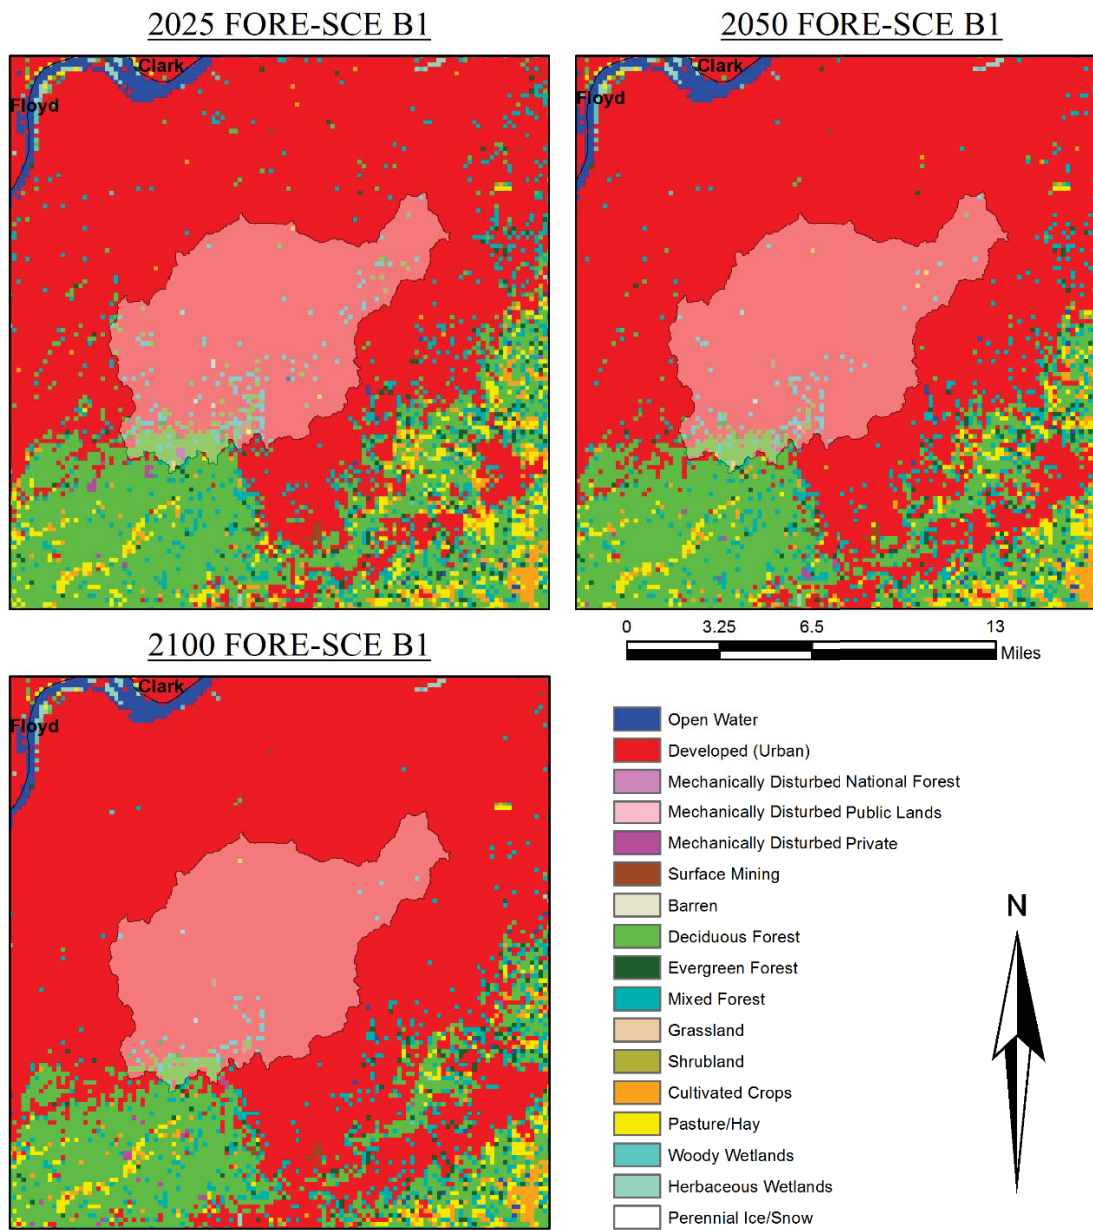 2025 FORE-SCE B1
2050 FORE-SCE B1
Clark
Floyd
Clark
Floyd
2100 FORE-SCE B1
Clark
Floyd
0 3.25 6.5 13
Miles
Open Water
Developed (Urban)
Mechanically Disturbed National Forest
Mechanically Disturbed Public Lands
Mechanically Disturbed Private
Surface Mining
Barren
Deciduous Forest
Evergreen Forest
Mixed Forest
Grassland
Shrubland
Cultivated Crops
Pasture/Hay
Woody Wetlands
Herbaceous Wetlands
Perennial Ice/Snow
N